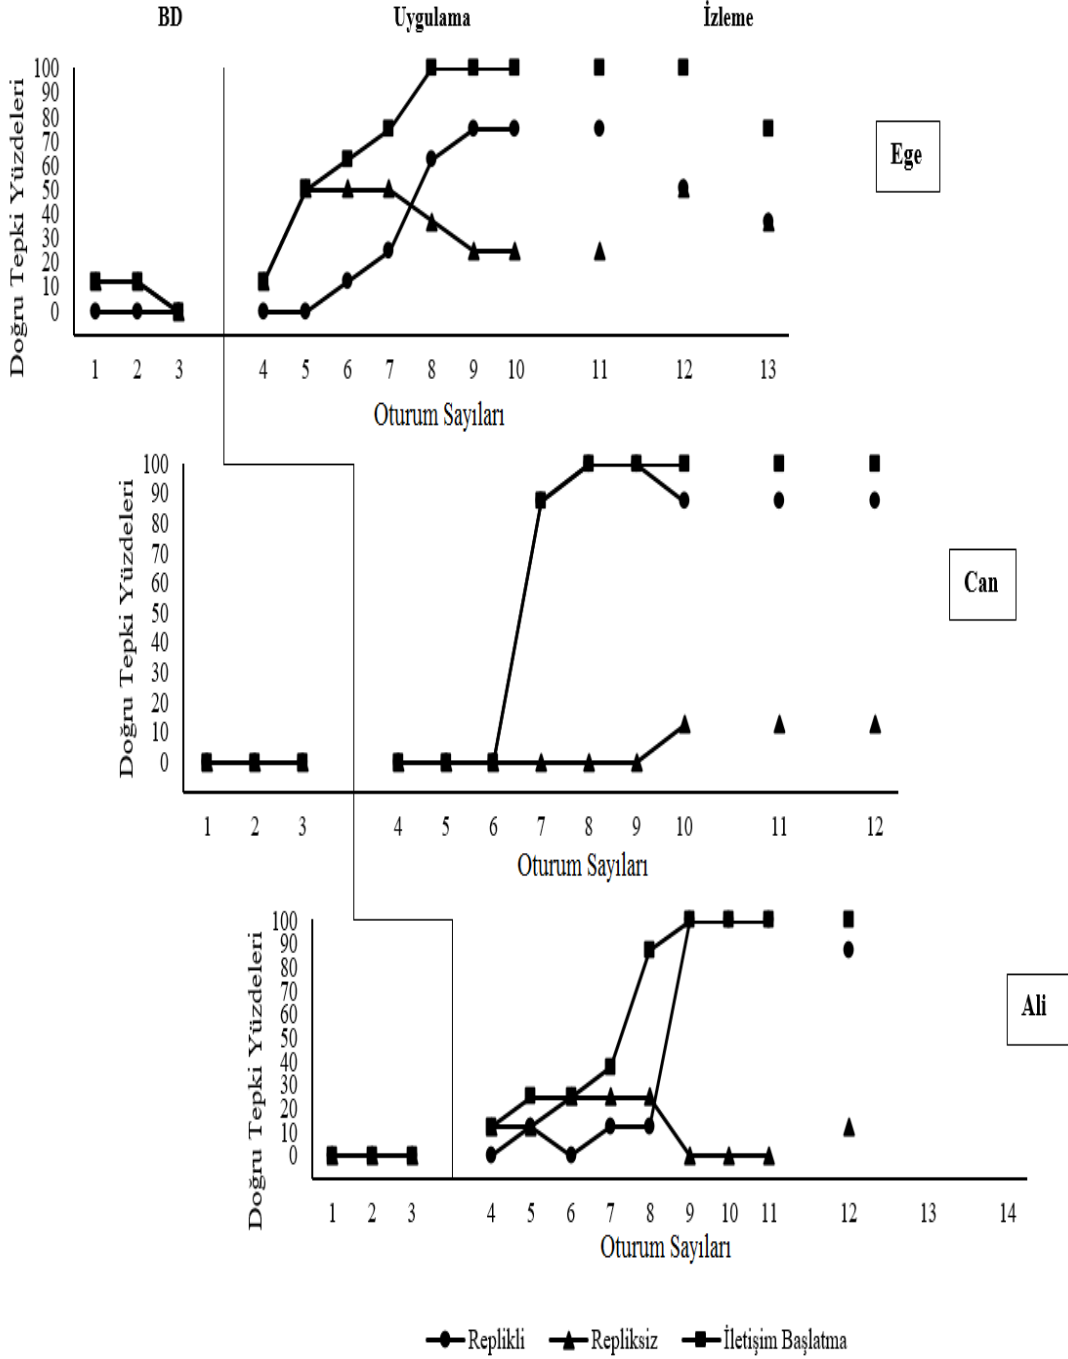 BD Uygulama İzleme
Doğru Tepki Yüzdeleri
100
90
80
70
60
50
40
30
20
10
0
Ege
1 2 3 4 5 6 7 8 9 10 11 12 13
Oturum Sayıları
Doğru Tepki Yüzdeleri
100
90
80
70
60
50
40
30
20
10
0
Can
1 2 3 4 5 6 7 8 9 10 11 12
Oturum Sayıları
Doğru Tepki Yüzdeleri
100
90
80
70
60
50
40
30
20
10
0
Ali
1 2 3 4 5 6 7 8 9 10 11 12 13 14
Oturum Sayıları
Replikli Repliksiz İletişim Başlatma